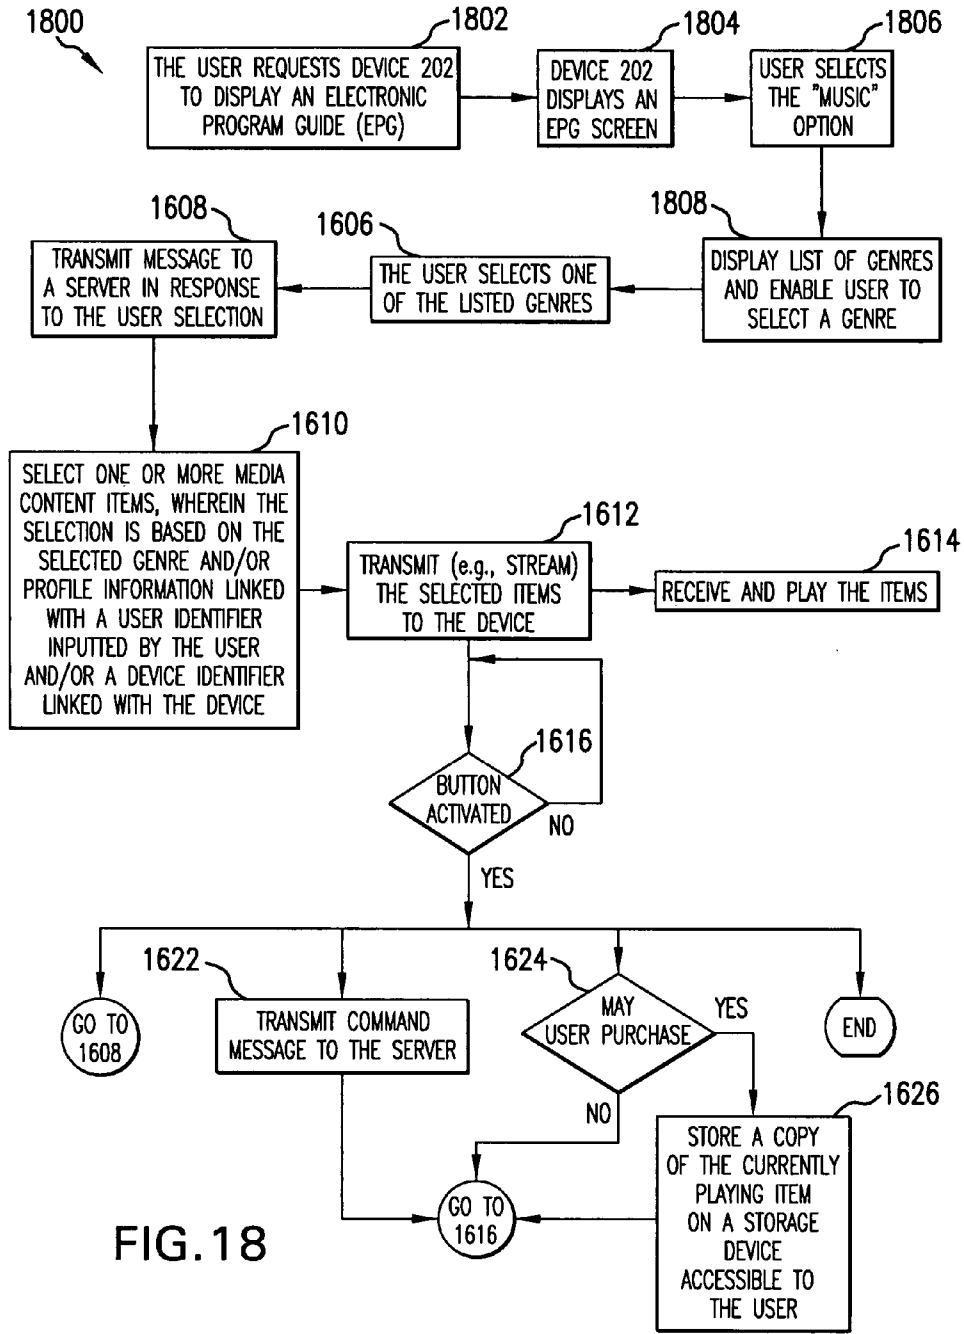 1800
1802
THE USER REQUESTS DEVICE 202
TO DISPLAY AN ELECTRONIC
PROGRAM GUIDE (EPG)
1804
DEVICE 202
DISPLAYS AN
EPG SCREEN
1806
USER SELECTS
THE "MUSIC"
OPTION
1608
TRANSMIT MESSAGE TO
A SERVER IN RESPONSE
TO THE USER SELECTION
1606
THE USER SELECTS ONE
OF THE LISTED GENRES
1808
DISPLAY LIST OF GENRES
AND ENABLE USER TO
SELECT A GENRE
1610
SELECT ONE OR MORE MEDIA
CONTENT ITEMS, WHEREIN THE
SELECTION IS BASED ON THE
SELECTED GENRE AND/OR
PROFILE INFORMATION LINKED
WITH A USER IDENTIFIER
INPUTTED BY THE USER
AND/OR A DEVICE IDENTIFIER
LINKED WITH THE DEVICE
1612
TRANSMIT (e.g., STREAM)
THE SELECTED ITEMS
TO THE DEVICE
1614
RECEIVE AND PLAY THE ITEMS
1616
BUTTON
ACTIVATED
NO
YES
GO TO
1608
1622
TRANSMIT COMMAND
MESSAGE TO THE SERVER
1624
MAY
USER PURCHASE
YES
NO
END
1626
STORE A COPY
OF THE CURRENTLY
PLAYING ITEM
ON A STORAGE
DEVICE
ACCESSIBLE TO
THE USER
GO TO
1616
FIG.18